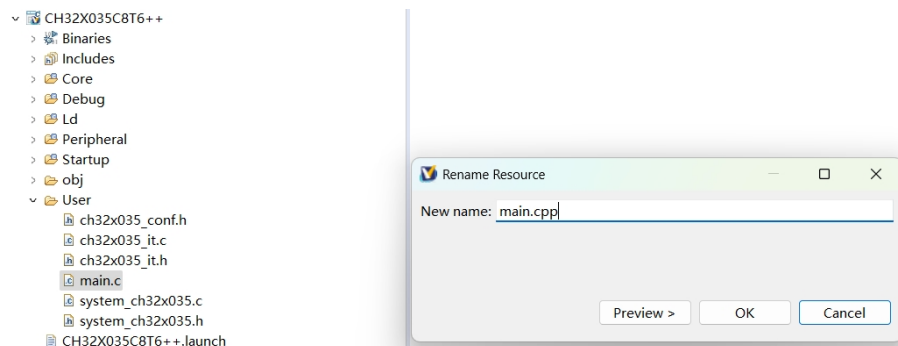 CH32X035C8T6++
Binaries
Includes
Core
Debug
Ld
Peripheral
Startup
obj
User
ch32x035_conf.h
ch32x035_it.c
ch32x035_it.h
main.c
system_ch32x035.c
system_ch32x035.h
CH32X035C8T6++.launch
Rename Resource
New name: main.cpp
Preview > OK Cancel